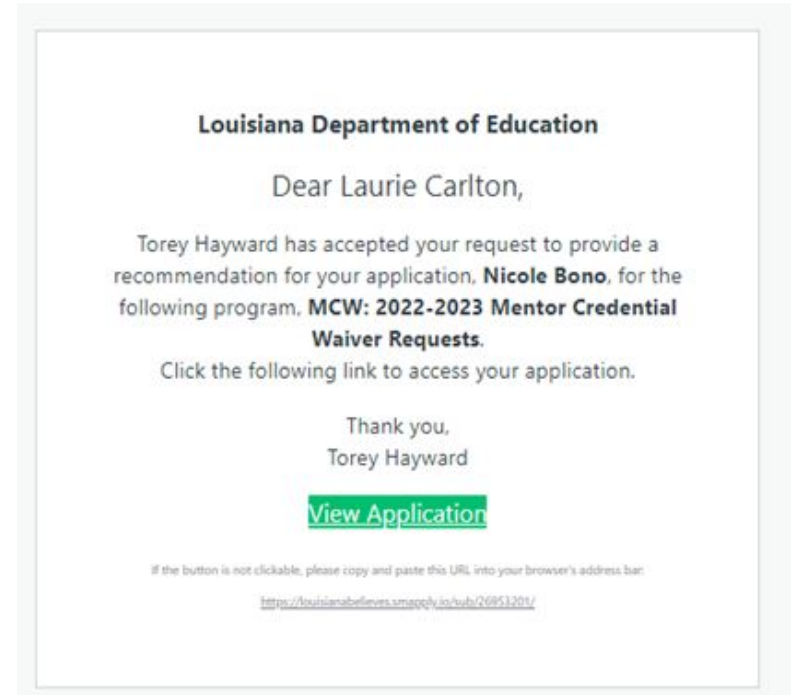 Louisiana Department of Education
Dear Laurie Carlton,
Torey Hayward has accepted your request to provide a
recommendation for your application, Nicole Bono, for the
following program, MCW: 2022-2023 Mentor Credential
Waiver Requests.
Click the following link to access your application.
Thank you,
Torey Hayward
View Application
If the button is not clickable, please copy and paste this URL into your browser's address bar:
https://louisianabelieves.smapply.io/sub/26953201/